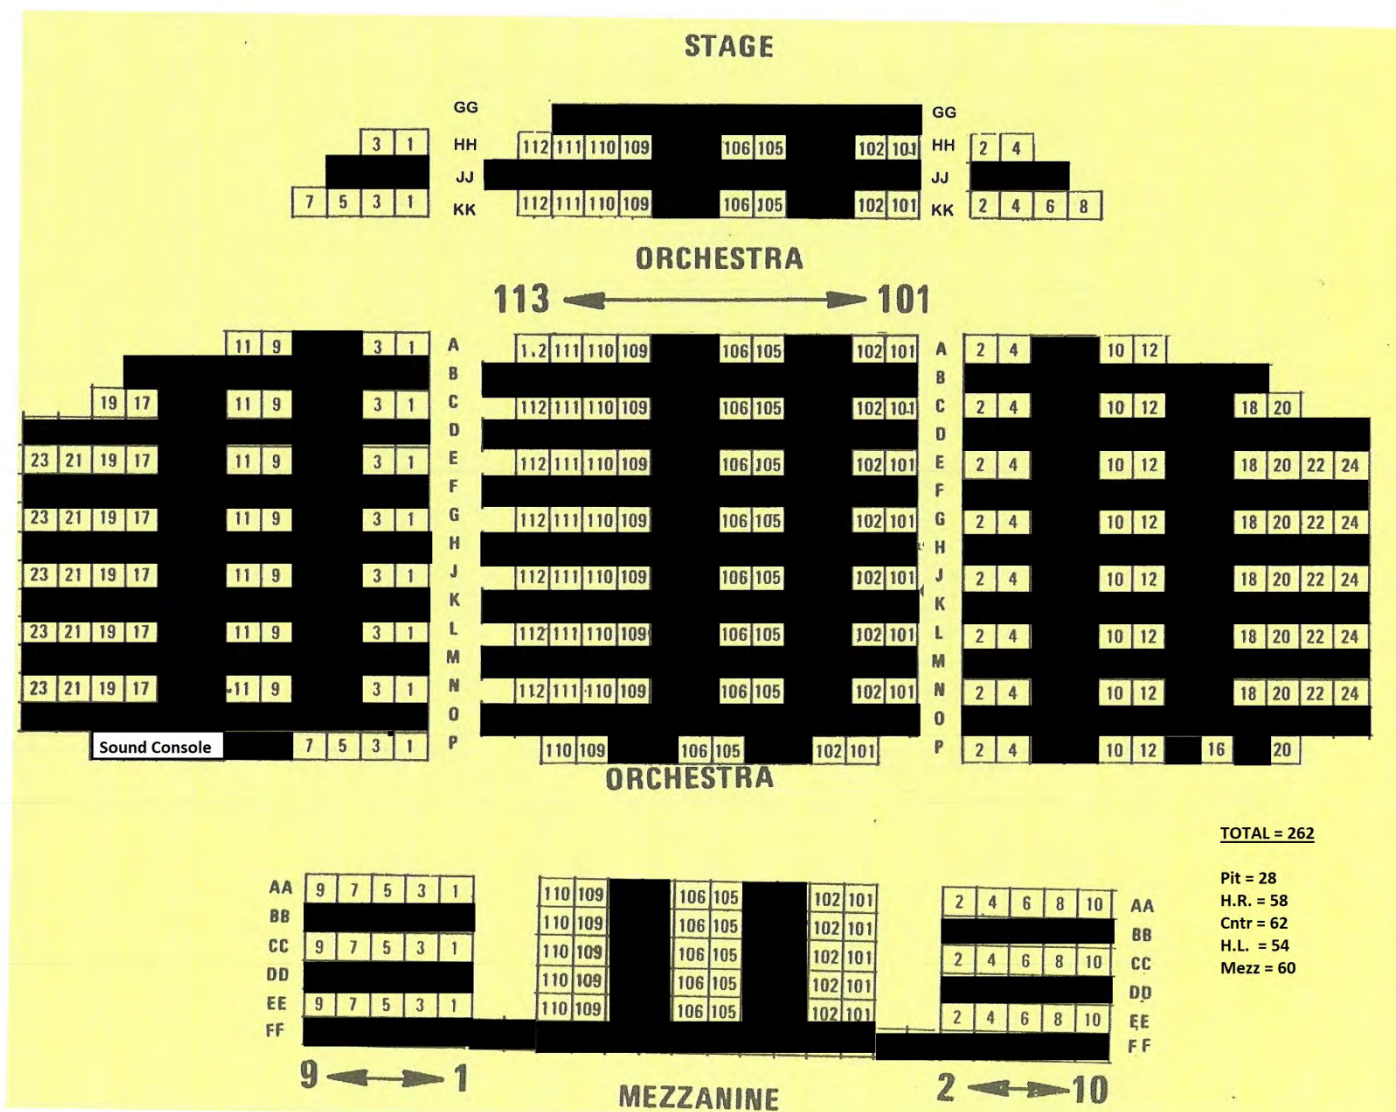 STAGE
GG GG
3 1 HH 112 111 110 109 106 105 102 101 HH 2 4
JJ JJ
7 5 3 1 KK 112 111 110 109 106 105 102 101 KK 2 4 6 8
ORCHESTRA
113 101
11 9 3 1 A 112 111 110 109 106 105 102 101 A 2 4 10 12
B B
19 17 11 9 3 1 C 112 111 110 109 106 105 102 101 C 2 4 10 12 18 20
D D
23 21 19 17 11 9 3 1 E 112 111 110 109 106 105 102 101 E 2 4 10 12 18 20 22 24
F F
23 21 19 17 11 9 3 1 G 112 111 110 109 106 105 102 101 G 2 4 10 12 18 20 22 24
H H
23 21 19 17 11 9 3 1 J 112 111 110 109 106 105 102 101 J 2 4 10 12 18 20 22 24
K K
23 21 19 17 11 9 3 1 L 112 111 110 109 106 105 102 101 L 2 4 10 12 18 20 22 24
M M
23 21 19 17 11 9 3 1 N 112 111 110 109 106 105 102 101 N 2 4 10 12 18 20 22 24
O O
Sound Console 7 5 3 1 P 110 109 106 105 102 101 P 2 4 10 12 16 20
ORCHESTRA
TOTAL = 262
Pit = 28
H.R. = 58
Cntr = 62
H.L. = 54
Mezz = 60
AA 9 7 5 3 1 110 109 106 105 102 101 2 4 6 8 10 AA
BB 110 109 106 105 102 101 BB
CC 9 7 5 3 1 110 109 106 105 102 101 2 4 6 8 10 CC
DD 110 109 106 105 102 101 DD
EE 9 7 5 3 1 110 109 106 105 102 101 2 4 6 8 10 EE
FF FF
9 1 2 10
MEZZANINE